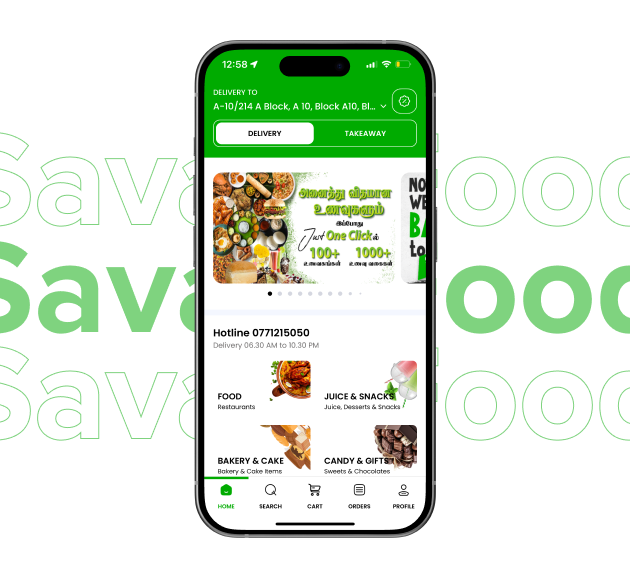 12:58
DELIVERY TO
A-10/214 A Block, A 10, Block A10, Bl...
DELIVERY
TAKEAWAY
அனைத்து விதமான
உணவுகளும்
இப்போது
Just One Click ல்
100+ 1000+
உணவகங்கள் உணவு வகைகள்
NO
WE
BA
to
Hotline 0771215050
Delivery 06.30 AM to 10.30 PM
FOOD
Restaurants
JUICE & SNACKS
Juice, Desserts & Snacks
BAKERY & CAKE
Bakery & Cake Items
CANDY & GIFTS
Sweets & Chocolates
HOME SEARCH CART ORDERS PROFILE
Sava ood
Sava ood
Sava ood